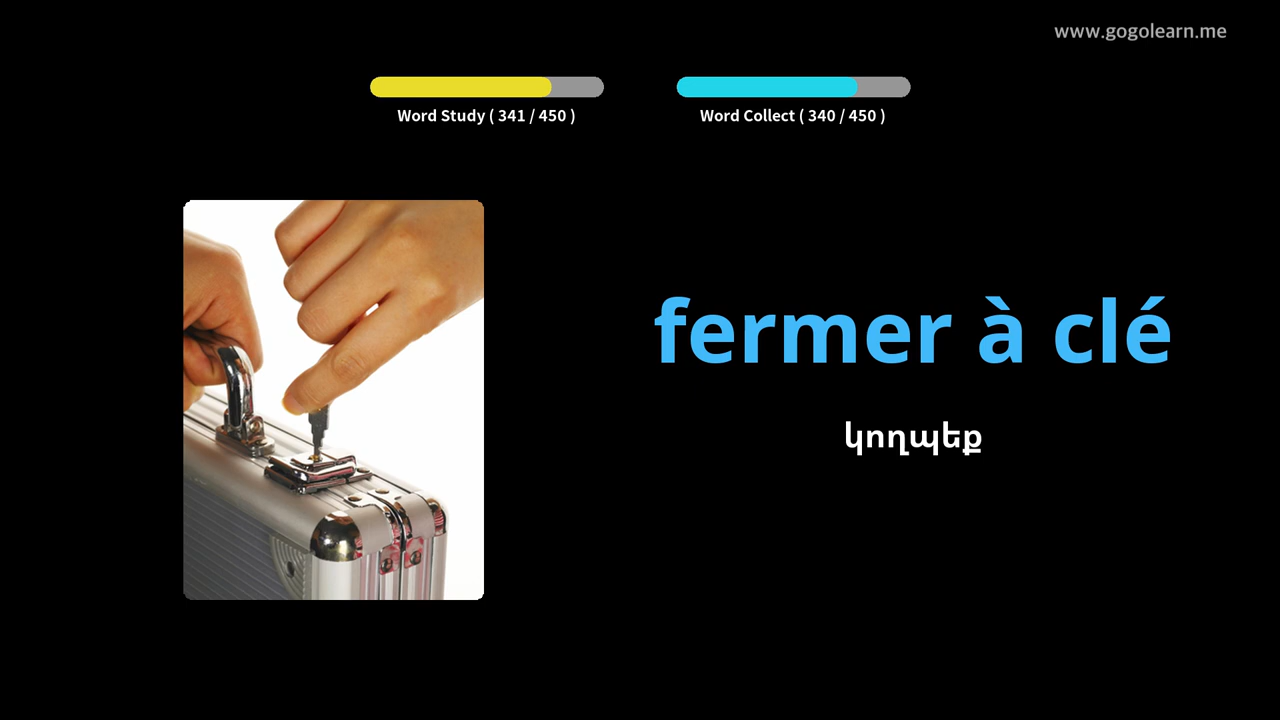 www.gogolearn.me
Word Study ( 341 / 450 )
Word Collect ( 340 / 450 )
fermer à clé
կողպեք